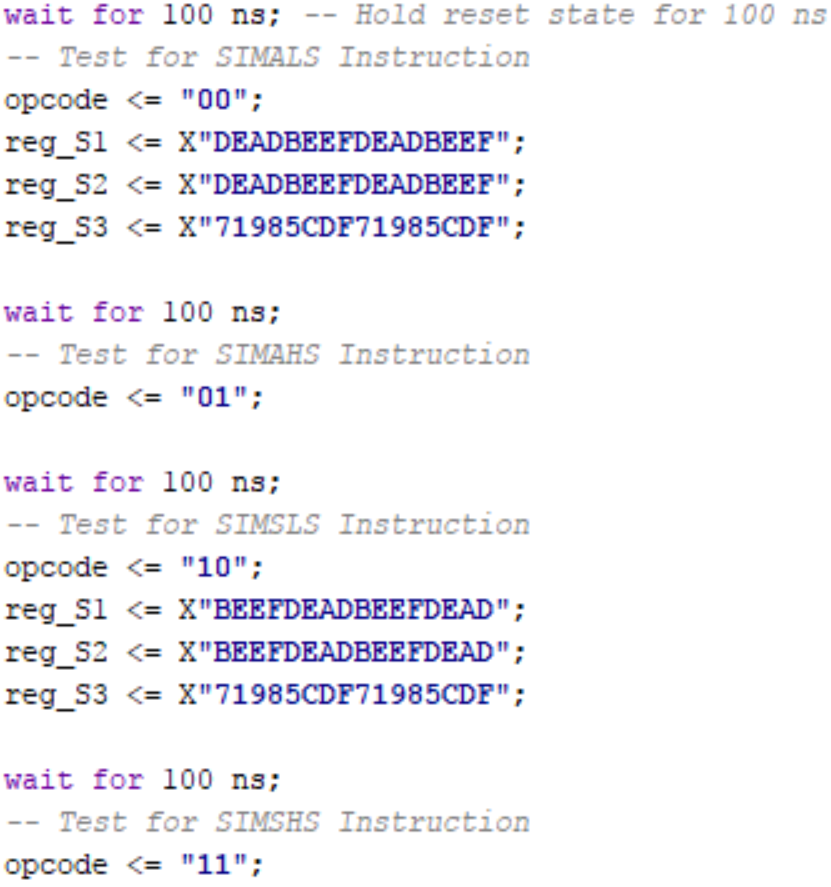 wait for 100 ns; -- Hold reset state for 100 ns
-- Test for SIMALS Instruction
opcode <= "00";
reg_S1 <= X"DEADBEEFDEADBEEF";
reg_S2 <= X"DEADBEEFDEADBEEF";
reg_S3 <= X"71985CDF71985CDF";
wait for 100 ns;
-- Test for SIMAHS Instruction
opcode <= "01";
wait for 100 ns;
-- Test for SIMSLS Instruction
opcode <= "10";
reg_S1 <= X"BEEFDEADBEEFDEAD";
reg_S2 <= X"BEEFDEADBEEFDEAD";
reg_S3 <= X"71985CDF71985CDF";
wait for 100 ns;
-- Test for SIMSHS Instruction
opcode <= "11";